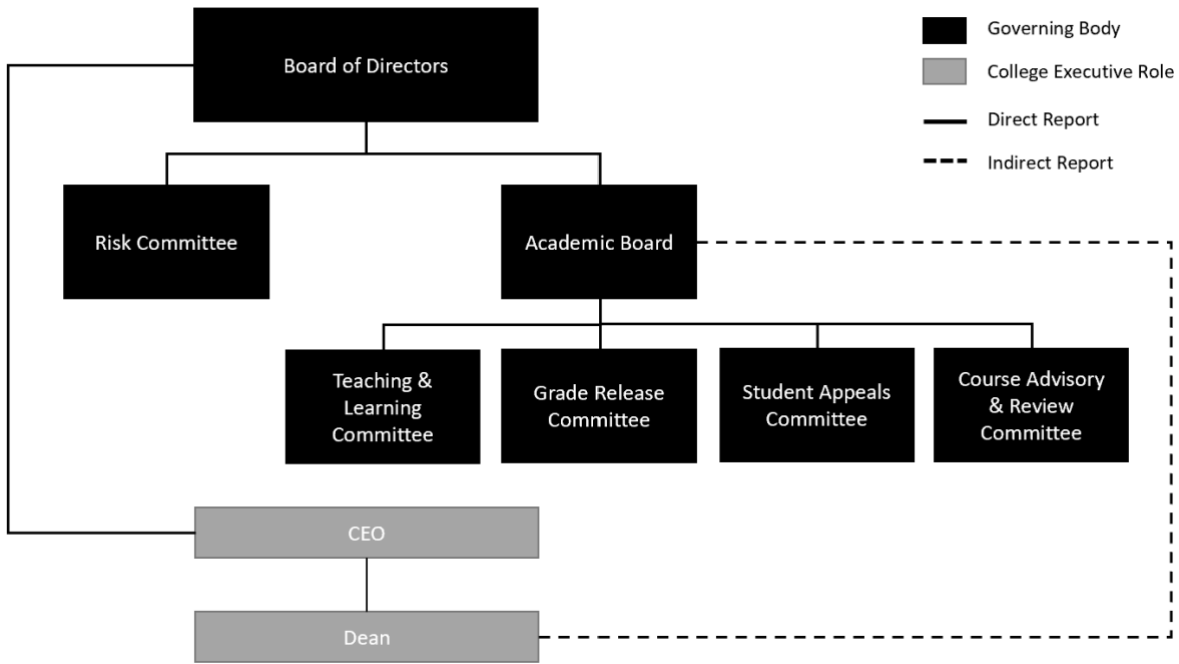 Board of Directors
Governing Body
College Executive Role
Direct Report
Indirect Report
Risk Committee
Academic Board
Teaching &
Learning
Committee
Grade Release
Committee
Student Appeals
Committee
Course Advisory
& Review
Committee
CEO
Dean